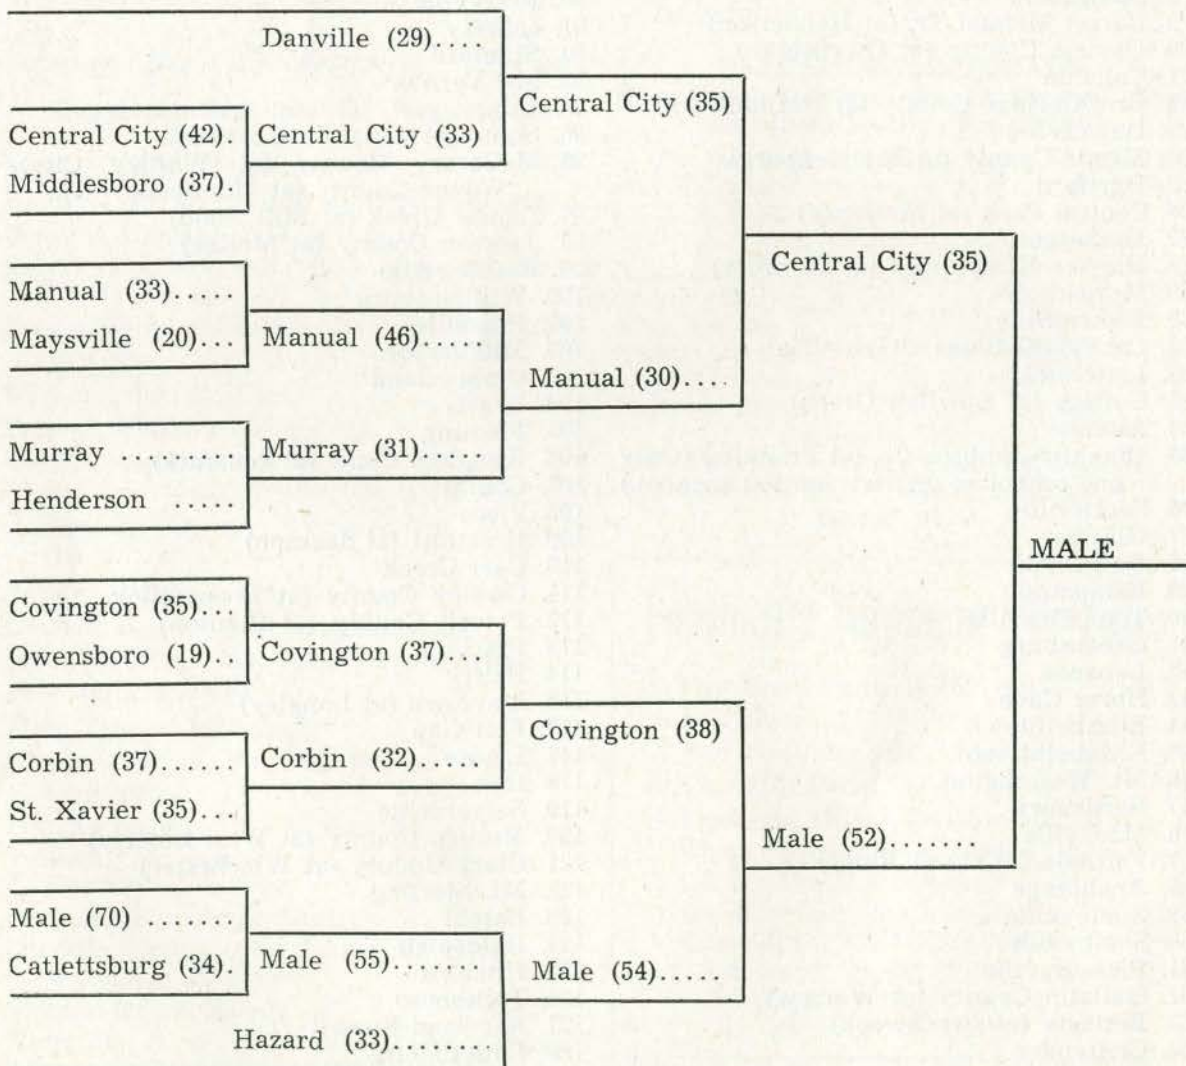 Danville (29)....
Central City (35)
Central City (42). Central City (33)
Middlesboro (37).
Central City (35)
Manual (33).....
Maysville (20)... Manual (46).....
Manual (30)....
Murray ......... Murray (31).....
Henderson .....
MALE
Covington (35)...
Owensboro (19).. Covington (37)....
Covington (38)
Corbin (37)...... Corbin (32)......
St. Xavier (35)...
Male (52).......
Male (70) .......
Catlettsburg (34). Male (55)........ Male (54)......
Hazard (33)........